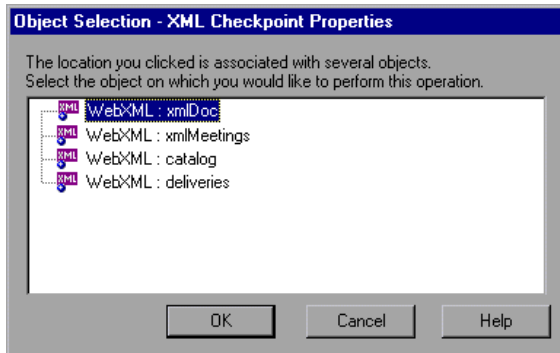 Object Selection - XML Checkpoint Properties
The location you clicked is associated with several objects.
Select the object on which you would like to perform this operation.
XML WebXML : xmlDoc
XML WebXML : xmlMeetings
XML WebXML : catalog
XML WebXML : deliveries
OK Cancel Help